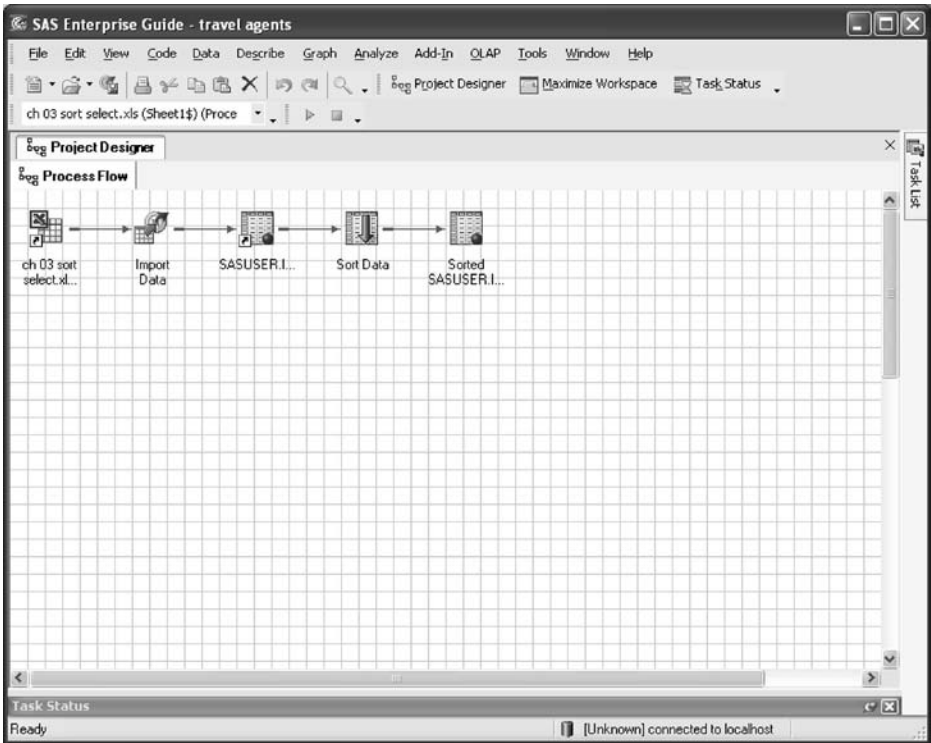 SAS Enterprise Guide - travel agents
File Edit View Code Data Describe Graph Analyze Add-In OLAP Tools Window Help
Project Designer Maximize Workspace Task Status
ch 03 sort select.xls (Sheet1$) (Proce
Project Designer
Task List
Process Flow
ch 03 sort
select.xl...
Import
Data
SASUSER.I...
Sort Data
Sorted
SASUSER.I...
Task Status
Ready
[Unknown] connected to localhost